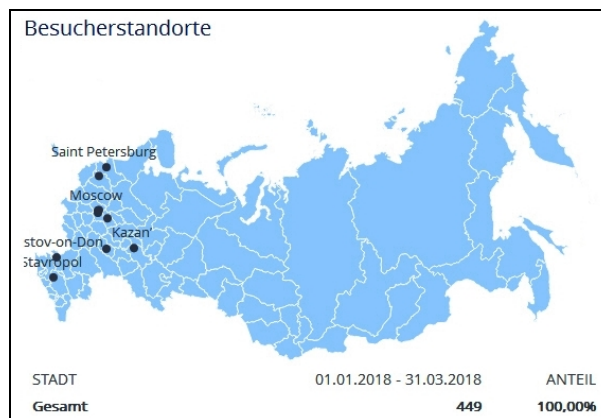 Besucherstandorte
Saint Petersburg
Moscow
stov-on-Don
Kazan'
Stavropol
STADT 01.01.2018 - 31.03.2018 ANTEIL
Gesamt 449 100,00%